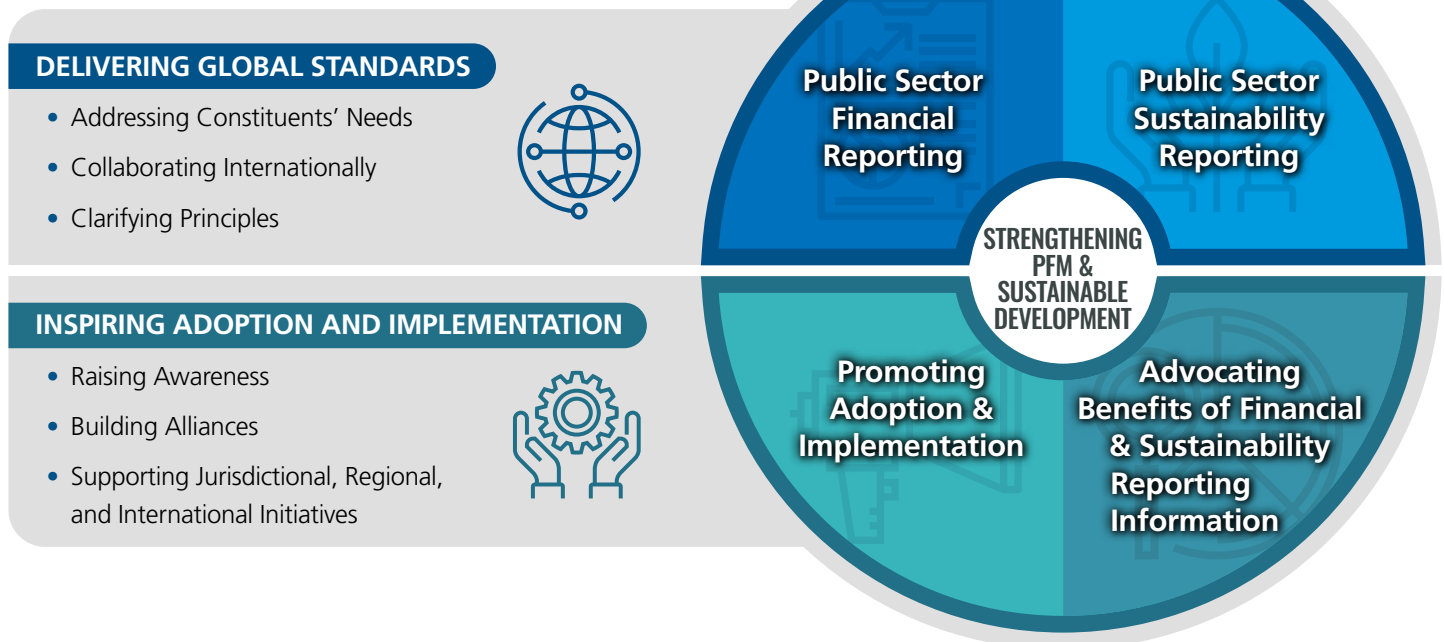 DELIVERING GLOBAL STANDARDS
• Addressing Constituents’ Needs
• Collaborating Internationally
• Clarifying Principles
INSPIRING ADOPTION AND IMPLEMENTATION
• Raising Awareness
• Building Alliances
• Supporting Jurisdictional, Regional,
and International Initiatives
Public Sector
Financial
Reporting
Public Sector
Sustainability
Reporting
STRENGTHENING
PFM &
SUSTAINABLE
DEVELOPMENT
Promoting
Adoption &
Implementation
Advocating
Benefits of Financial
& Sustainability
Reporting
Information